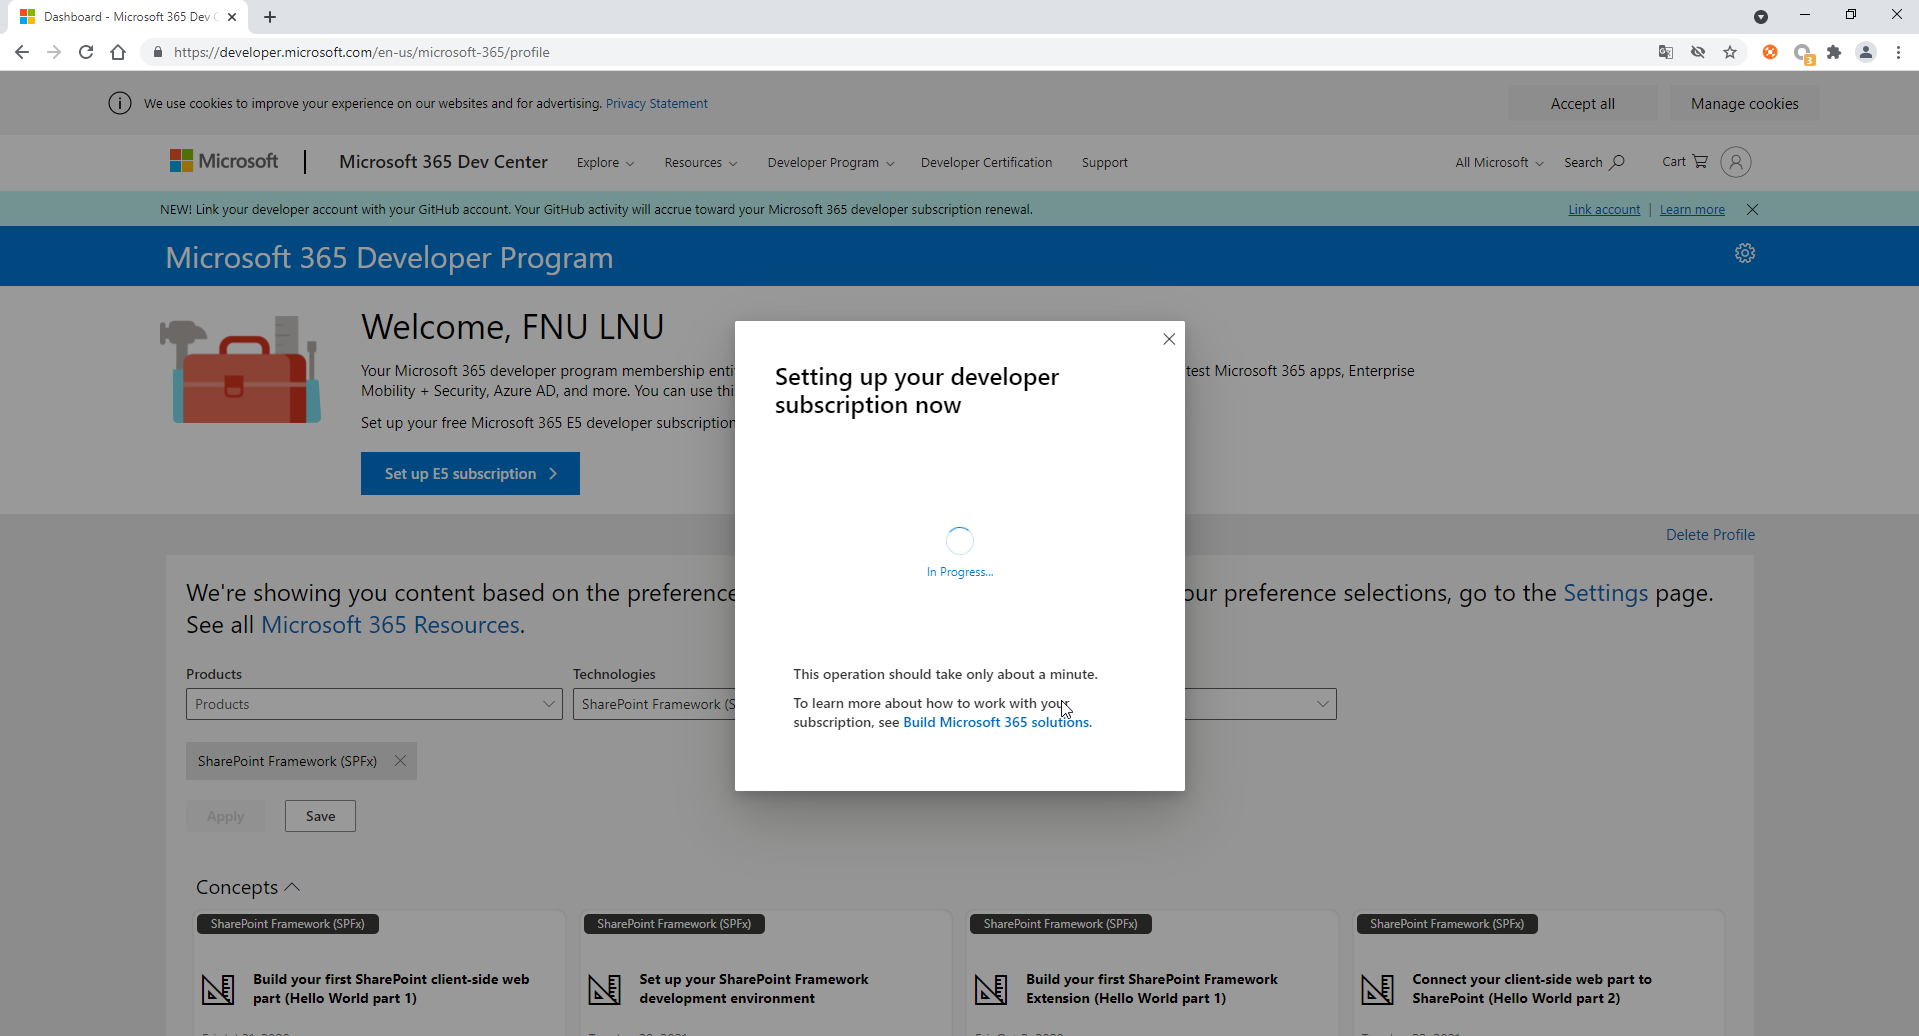 Dashboard - Microsoft 365 Dev C
https://developer.microsoft.com/en-us/microsoft-365/profile
3
We use cookies to improve your experience on our websites and for advertising. Privacy Statement
Accept all
Manage cookies
Microsoft
Microsoft 365 Dev Center
Explore
Resources
Developer Program
Developer Certification
Support
All Microsoft
Search
Cart
NEW! Link your developer account with your GitHub account. Your GitHub activity will accrue toward your Microsoft 365 developer subscription renewal.
Link account | Learn more
Microsoft 365 Developer Program
Welcome, FNU LNU
Your Microsoft 365 developer program membership enti
test Microsoft 365 apps, Enterprise
Mobility + Security, Azure AD, and more. You can use thi
Set up your free Microsoft 365 E5 developer subscription
Set up E5 subscription
Setting up your developer
subscription now
In Progress...
This operation should take only about a minute.
To learn more about how to work with your
subscription, see Build Microsoft 365 solutions.
Delete Profile
We're showing you content based on the preference
our preference selections, go to the Settings page.
See all Microsoft 365 Resources.
Products
Technologies
Products
SharePoint Framework (S
SharePoint Framework (SPFx)
Apply
Save
Concepts
SharePoint Framework (SPFx)
Build your first SharePoint client-side web
part (Hello World part 1)
SharePoint Framework (SPFx)
Set up your SharePoint Framework
development environment
SharePoint Framework (SPFx)
Build your first SharePoint Framework
Extension (Hello World part 1)
SharePoint Framework (SPFx)
Connect your client-side web part to
SharePoint (Hello World part 2)